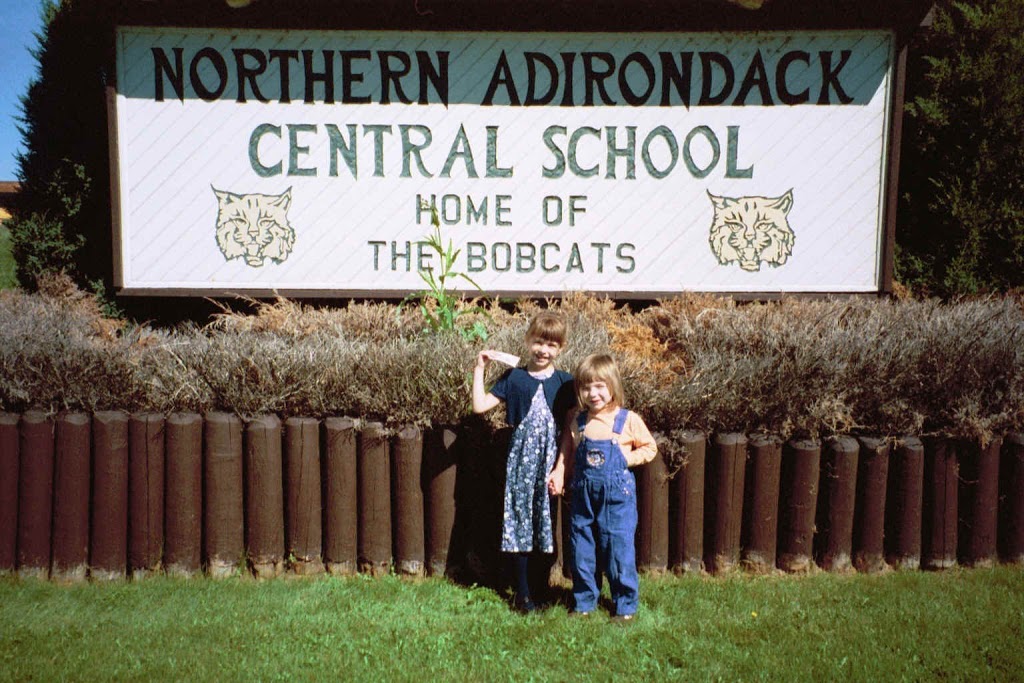 NORTHERN ADIRONDACK
CENTRAL SCHOOL
HOME OF
THE BOBCATS